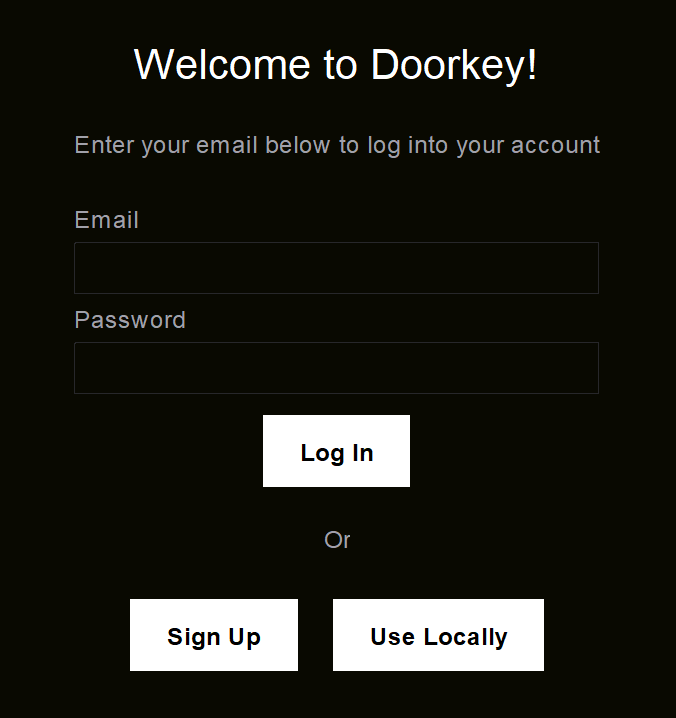 Welcome to Doorkey!
Enter your email below to log into your account
Email
Password
Log In
Or
Sign Up
Use Locally